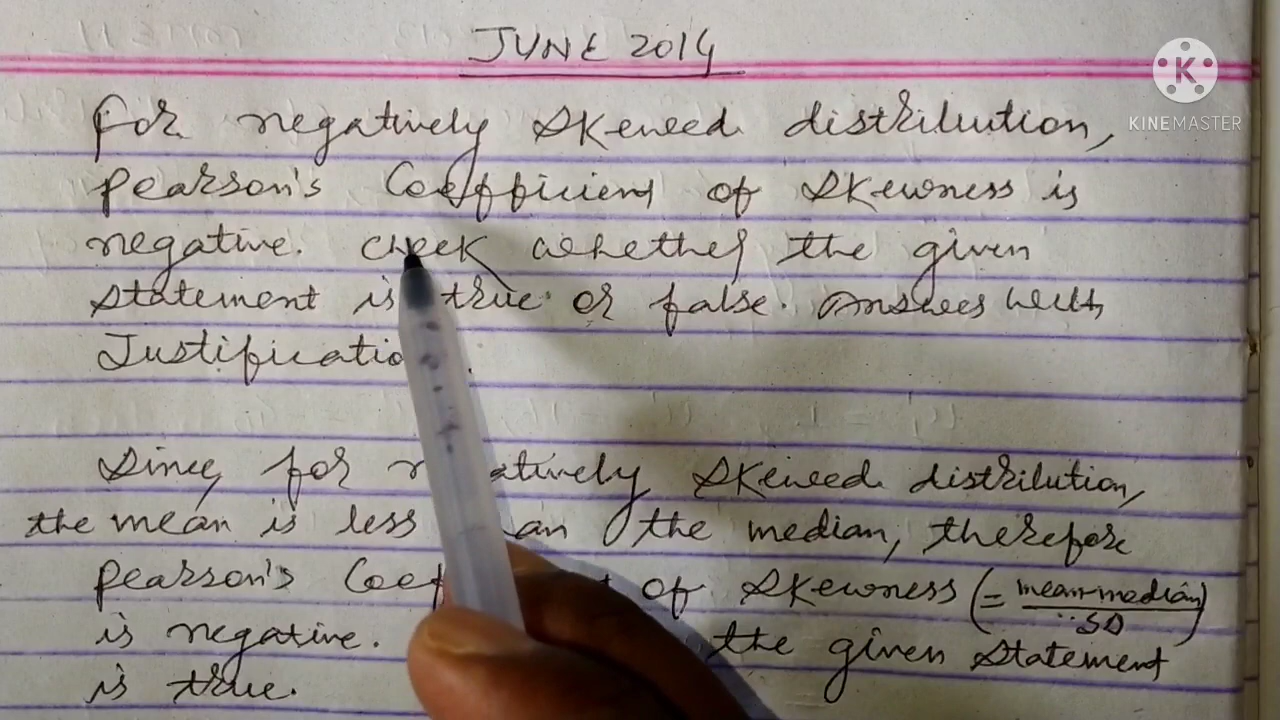 JUNE 2014
K
KINEMASTER
For negatively skewed distribution,
Pearson's Coefficient of skewness is
negative. Check whether the given
statement is true or false. Answer with
Justificatio
Since for n atively skewed distribution,
the mean is less an the median, therefore
Pearson's Coef of skewness (= mean-median / SD)
is negative. the given statement
is true.